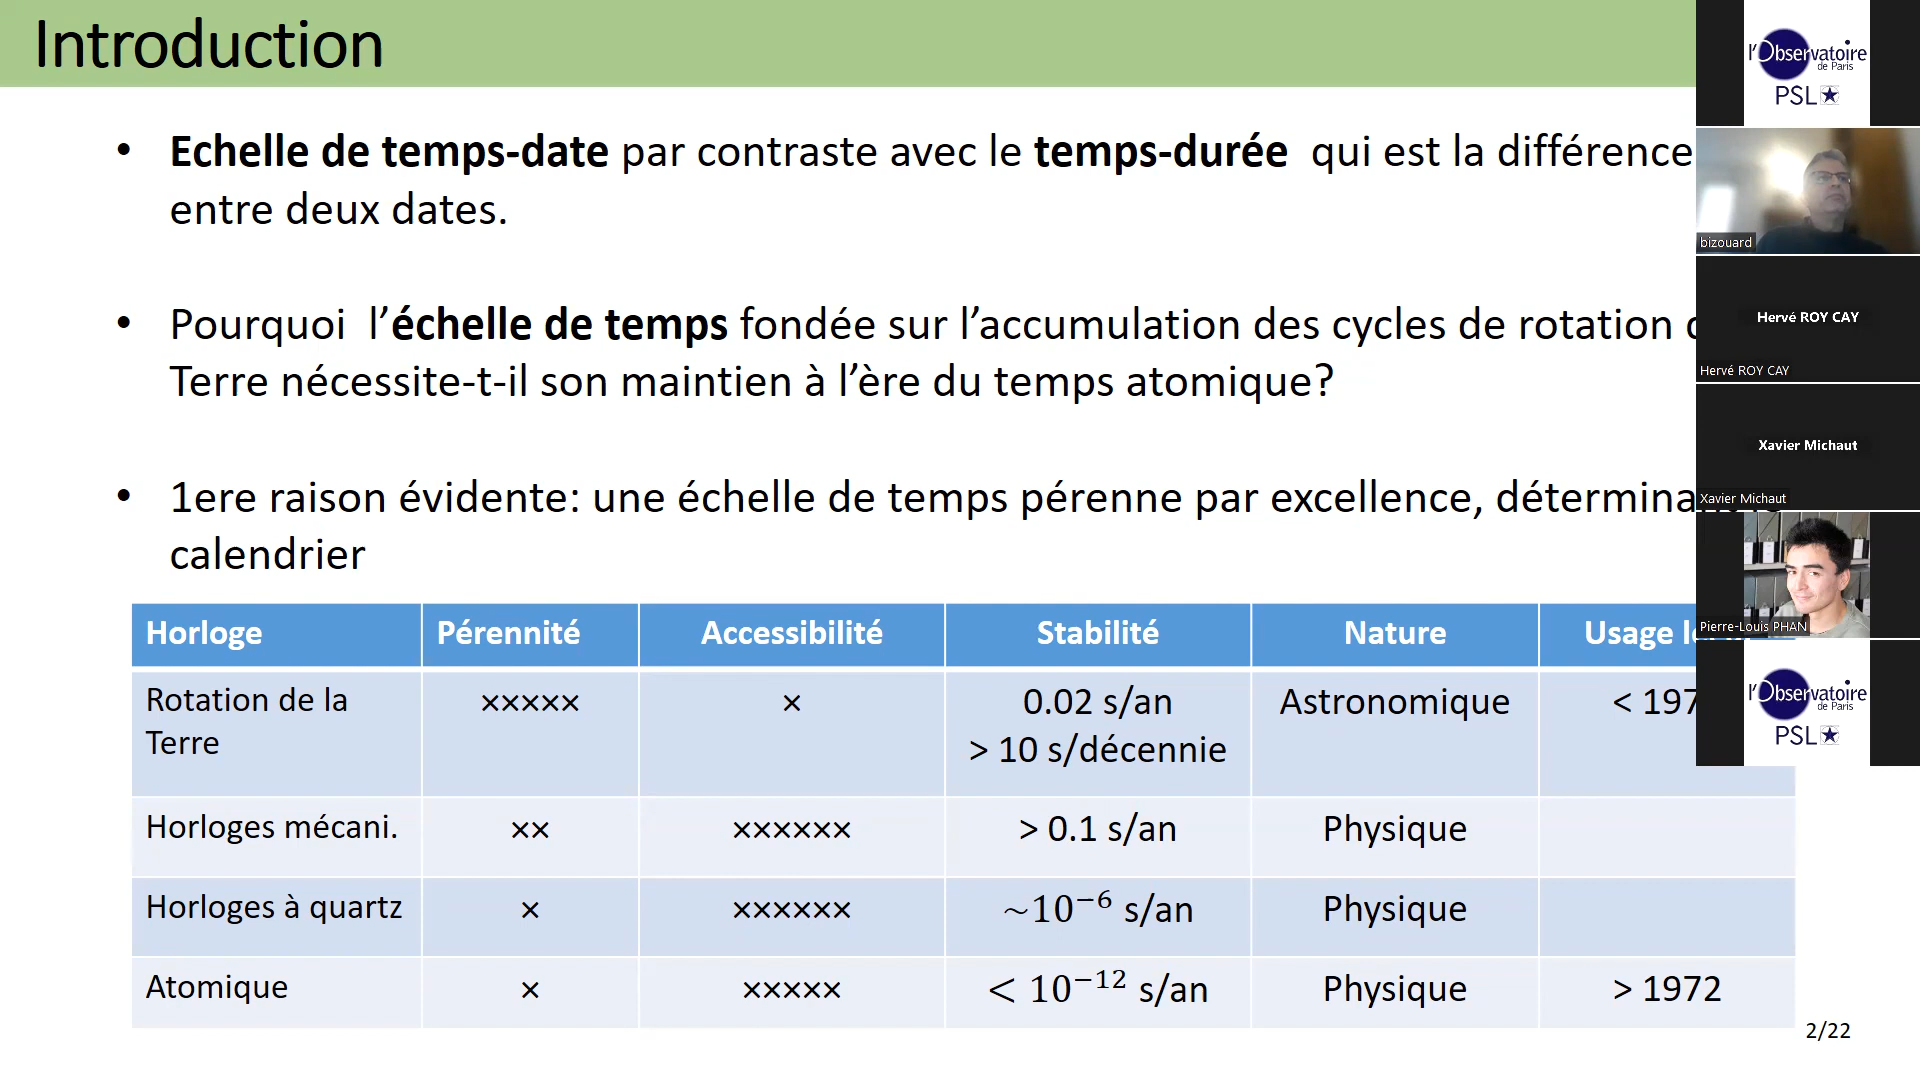 Introduction
• Echelle de temps-date par contraste avec le temps-durée qui est la différence
entre deux dates.
• Pourquoi l’échelle de temps fondée sur l’accumulation des cycles de rotation
Terre nécessite-t-il son maintien à l’ère du temps atomique?
• 1ere raison évidente: une échelle de temps pérenne par excellence,
calendrier
Horloge Pérennité Accessibilité Stabilité Nature Usage
Rotation de la
Terre
××××× × 0.02 s/an
> 10 s/décennie
Astronomique < 197
Horloges mécani. ×× ×××××× > 0.1 s/an Physique
Horloges à quartz × ×××××× ~10⁻⁶ s/an Physique
Atomique × ××××× < 10⁻¹² s/an Physique > 1972
2/22
l'Observatoire
de Paris
PSL
bizouard
Hervé ROY CAY
Hervé ROY CAY
Xavier Michaut
Xavier Michaut
Pierre-Louis PHAN
l'Observatoire
de Paris
PSL